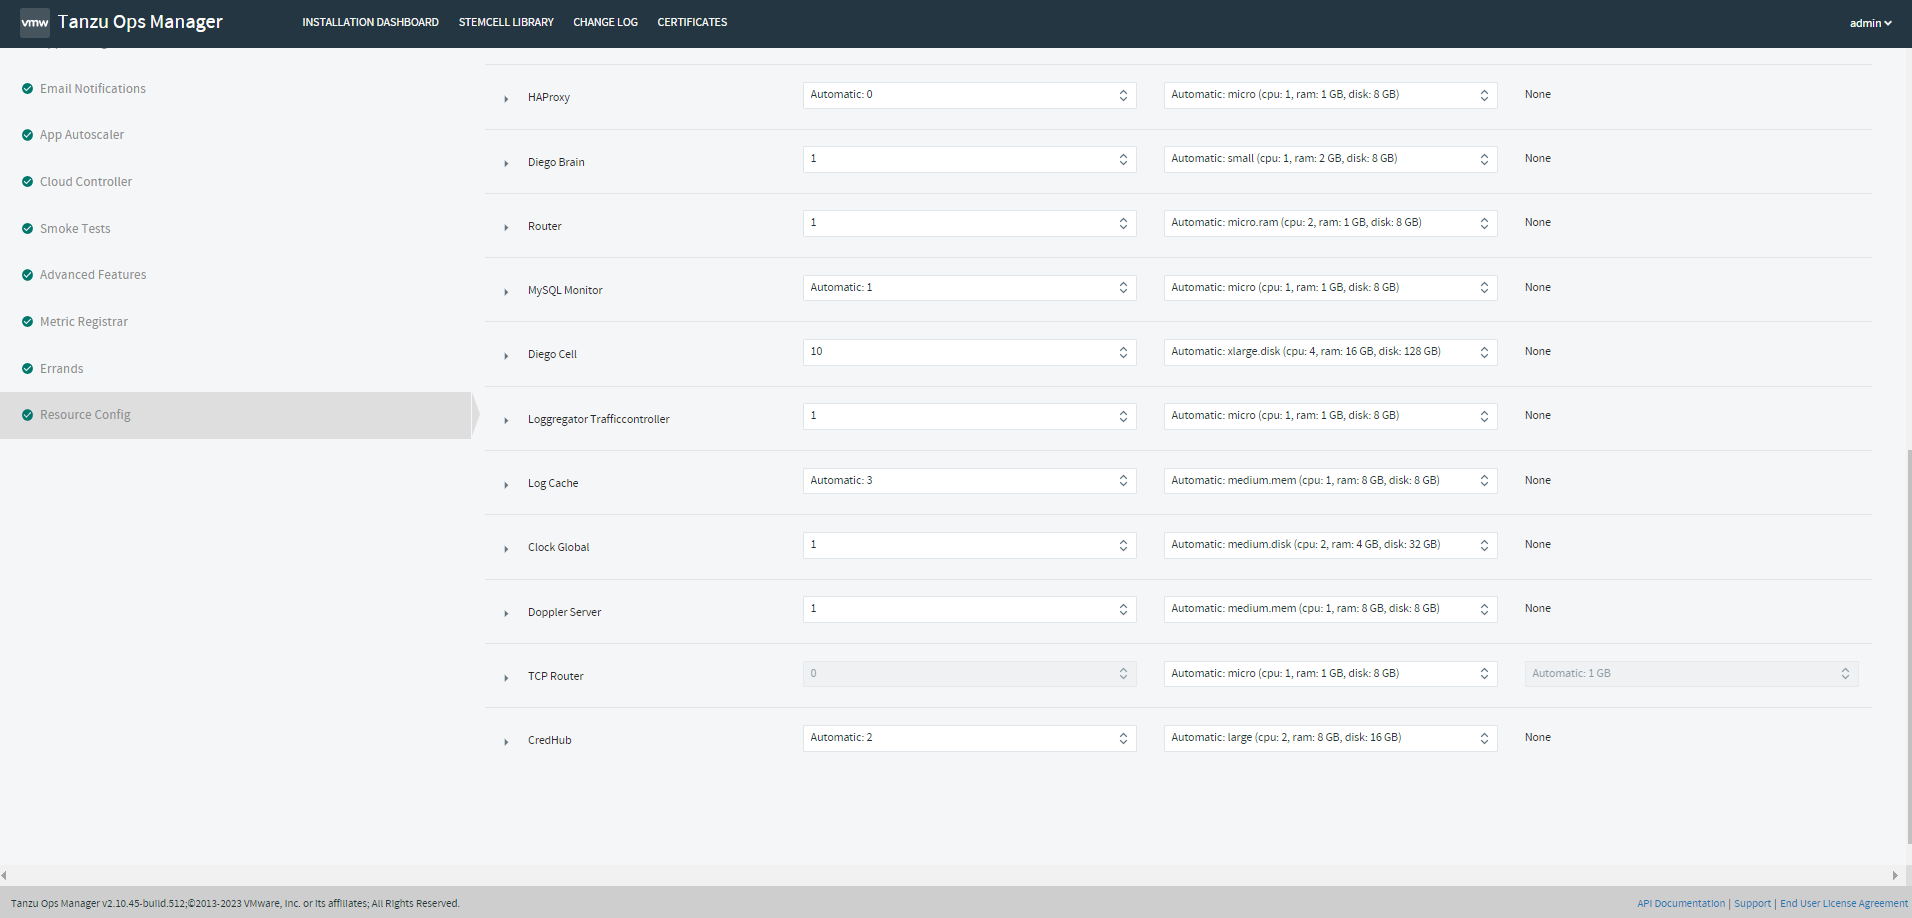 vmw Tanzu Ops Manager INSTALLATION DASHBOARD STEMCELL LIBRARY CHANGE LOG CERTIFICATES admin
Email Notifications
App Autoscaler
Cloud Controller
Smoke Tests
Advanced Features
Metric Registrar
Errands
Resource Config
HAProxy Automatic: 0 Automatic: micro (cpu: 1, ram: 1 GB, disk: 8 GB) None
Diego Brain 1 Automatic: small (cpu: 1, ram: 2 GB, disk: 8 GB) None
Router 1 Automatic: micro.ram (cpu: 2, ram: 1 GB, disk: 8 GB) None
MySQL Monitor Automatic: 1 Automatic: micro (cpu: 1, ram: 1 GB, disk: 8 GB) None
Diego Cell 10 Automatic: xlarge.disk (cpu: 4, ram: 16 GB, disk: 128 GB) None
Loggregator Trafficcontroller 1 Automatic: micro (cpu: 1, ram: 1 GB, disk: 8 GB) None
Log Cache Automatic: 3 Automatic: medium.mem (cpu: 1, ram: 8 GB, disk: 8 GB) None
Clock Global 1 Automatic: medium.disk (cpu: 2, ram: 4 GB, disk: 32 GB) None
Doppler Server 1 Automatic: medium.mem (cpu: 1, ram: 8 GB, disk: 8 GB) None
TCP Router 0 Automatic: micro (cpu: 1, ram: 1 GB, disk: 8 GB) Automatic: 1 GB
CredHub Automatic: 2 Automatic: large (cpu: 2, ram: 8 GB, disk: 16 GB) None
Tanzu Ops Manager v2.10.45-build.512;©2013-2023 VMware, Inc. or its affiliates; All Rights Reserved. API Documentation | Support | End User License Agreement